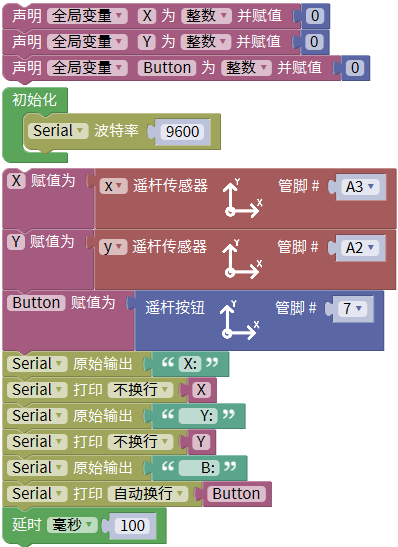 声明 全局变量 X 为 整数 并赋值 0
声明 全局变量 Y 为 整数 并赋值 0
声明 全局变量 Button 为 整数 并赋值 0
初始化
Serial 波特率 9600
X 赋值为 x 遥杆传感器 Y X 管脚 # A3
Y 赋值为 y 遥杆传感器 Y X 管脚 # A2
Button 赋值为 遥杆按钮 Y X 管脚 # 7
Serial 原始输出 “ X: ”
Serial 打印 不换行 X
Serial 原始输出 “ Y: ”
Serial 打印 不换行 Y
Serial 原始输出 “ B: ”
Serial 打印 自动换行 Button
延时 毫秒 100